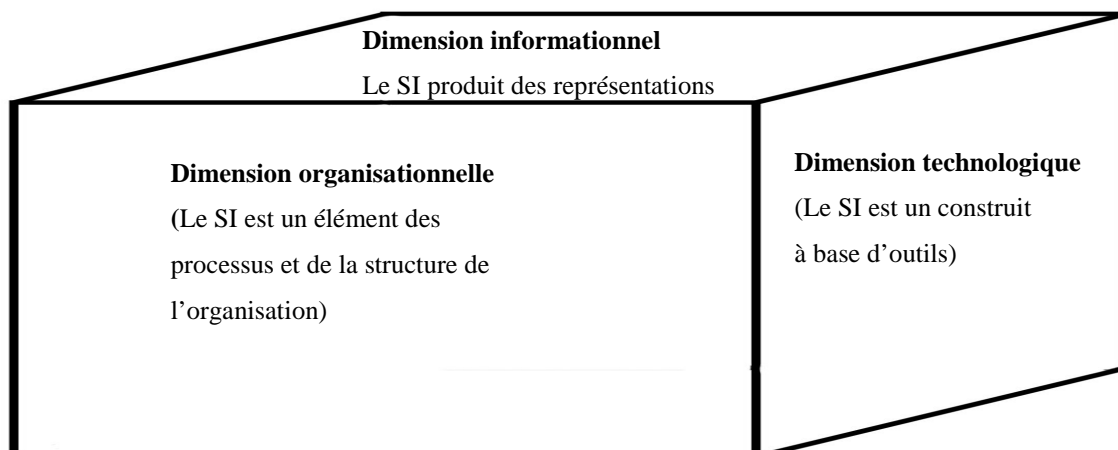 Dimension informationnel
Le SI produit des représentations
Dimension organisationnelle
(Le SI est un élément des
processus et de la structure de
l’organisation)
Dimension technologique
(Le SI est un construit
à base d’outils)